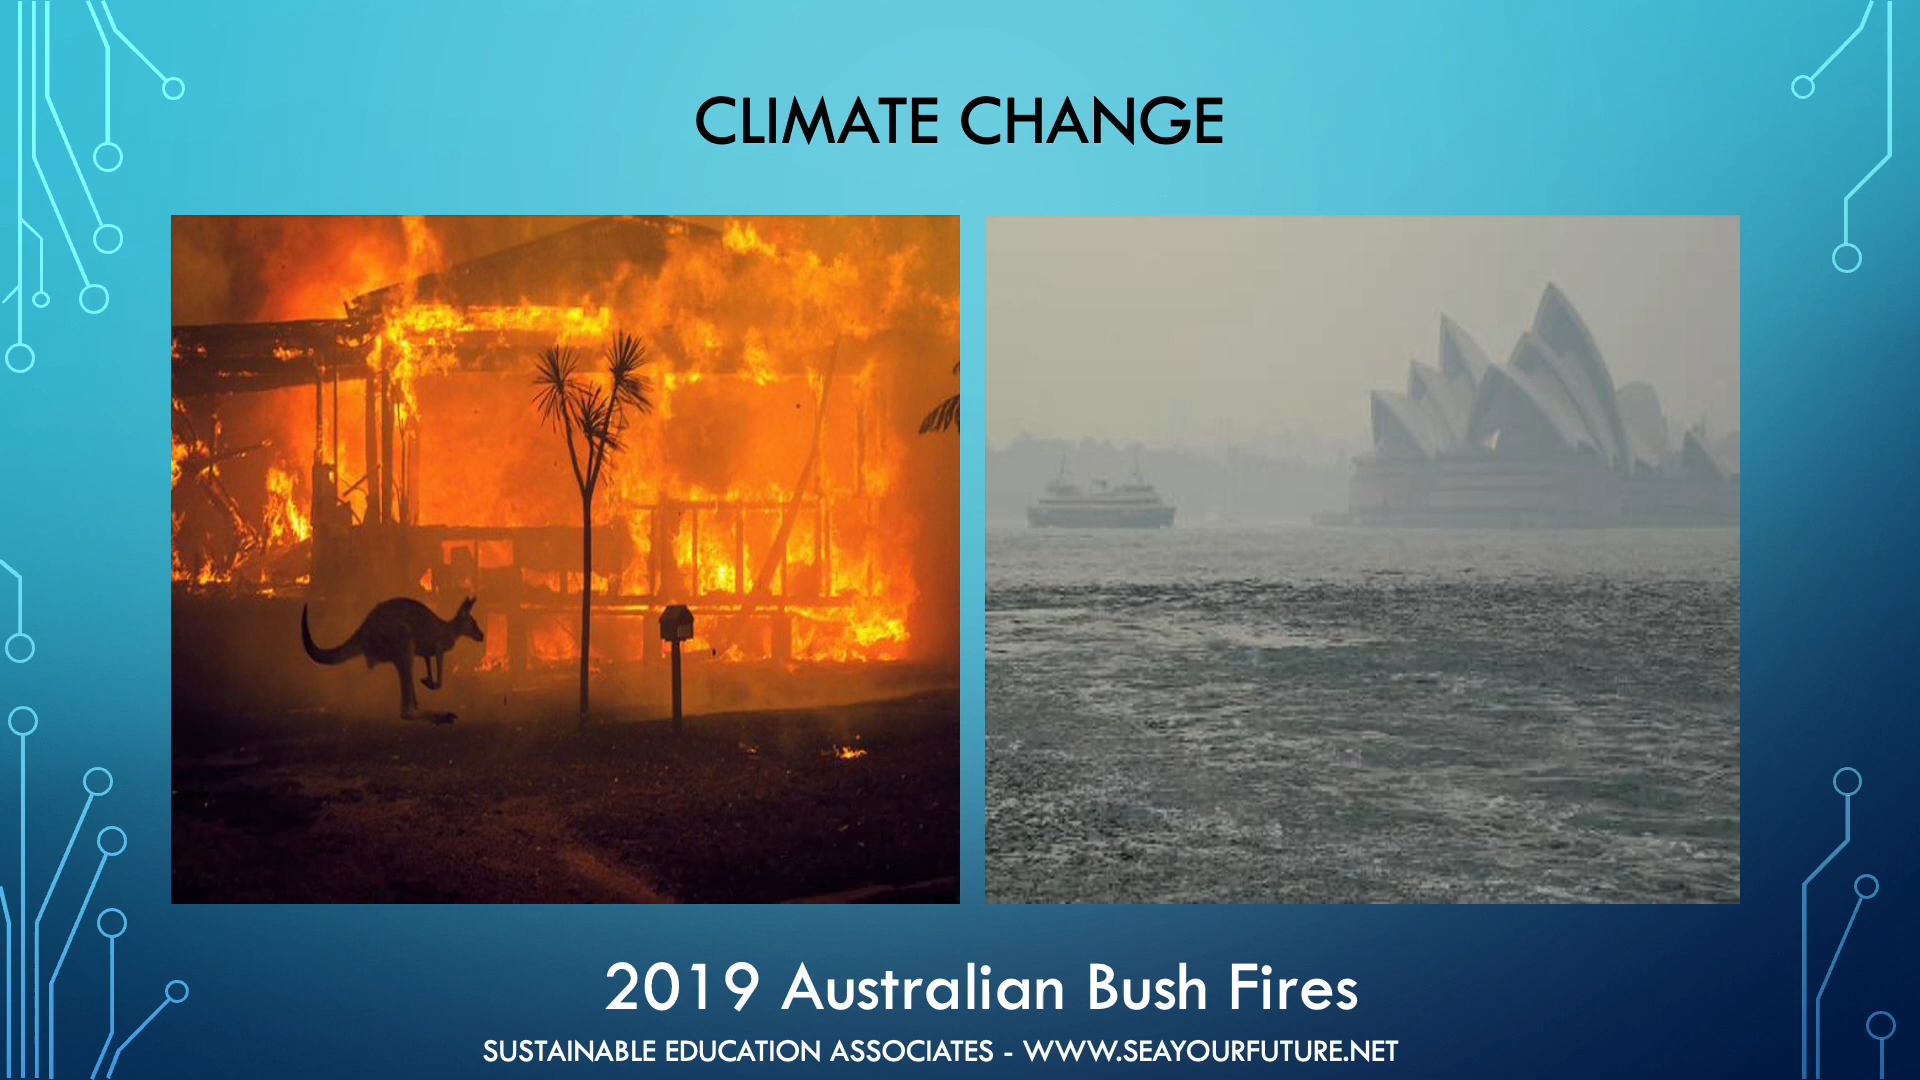 CLIMATE CHANGE
2019 Australian Bush Fires
SUSTAINABLE EDUCATION ASSOCIATES - WWW.SEAYOURFUTURE.NET